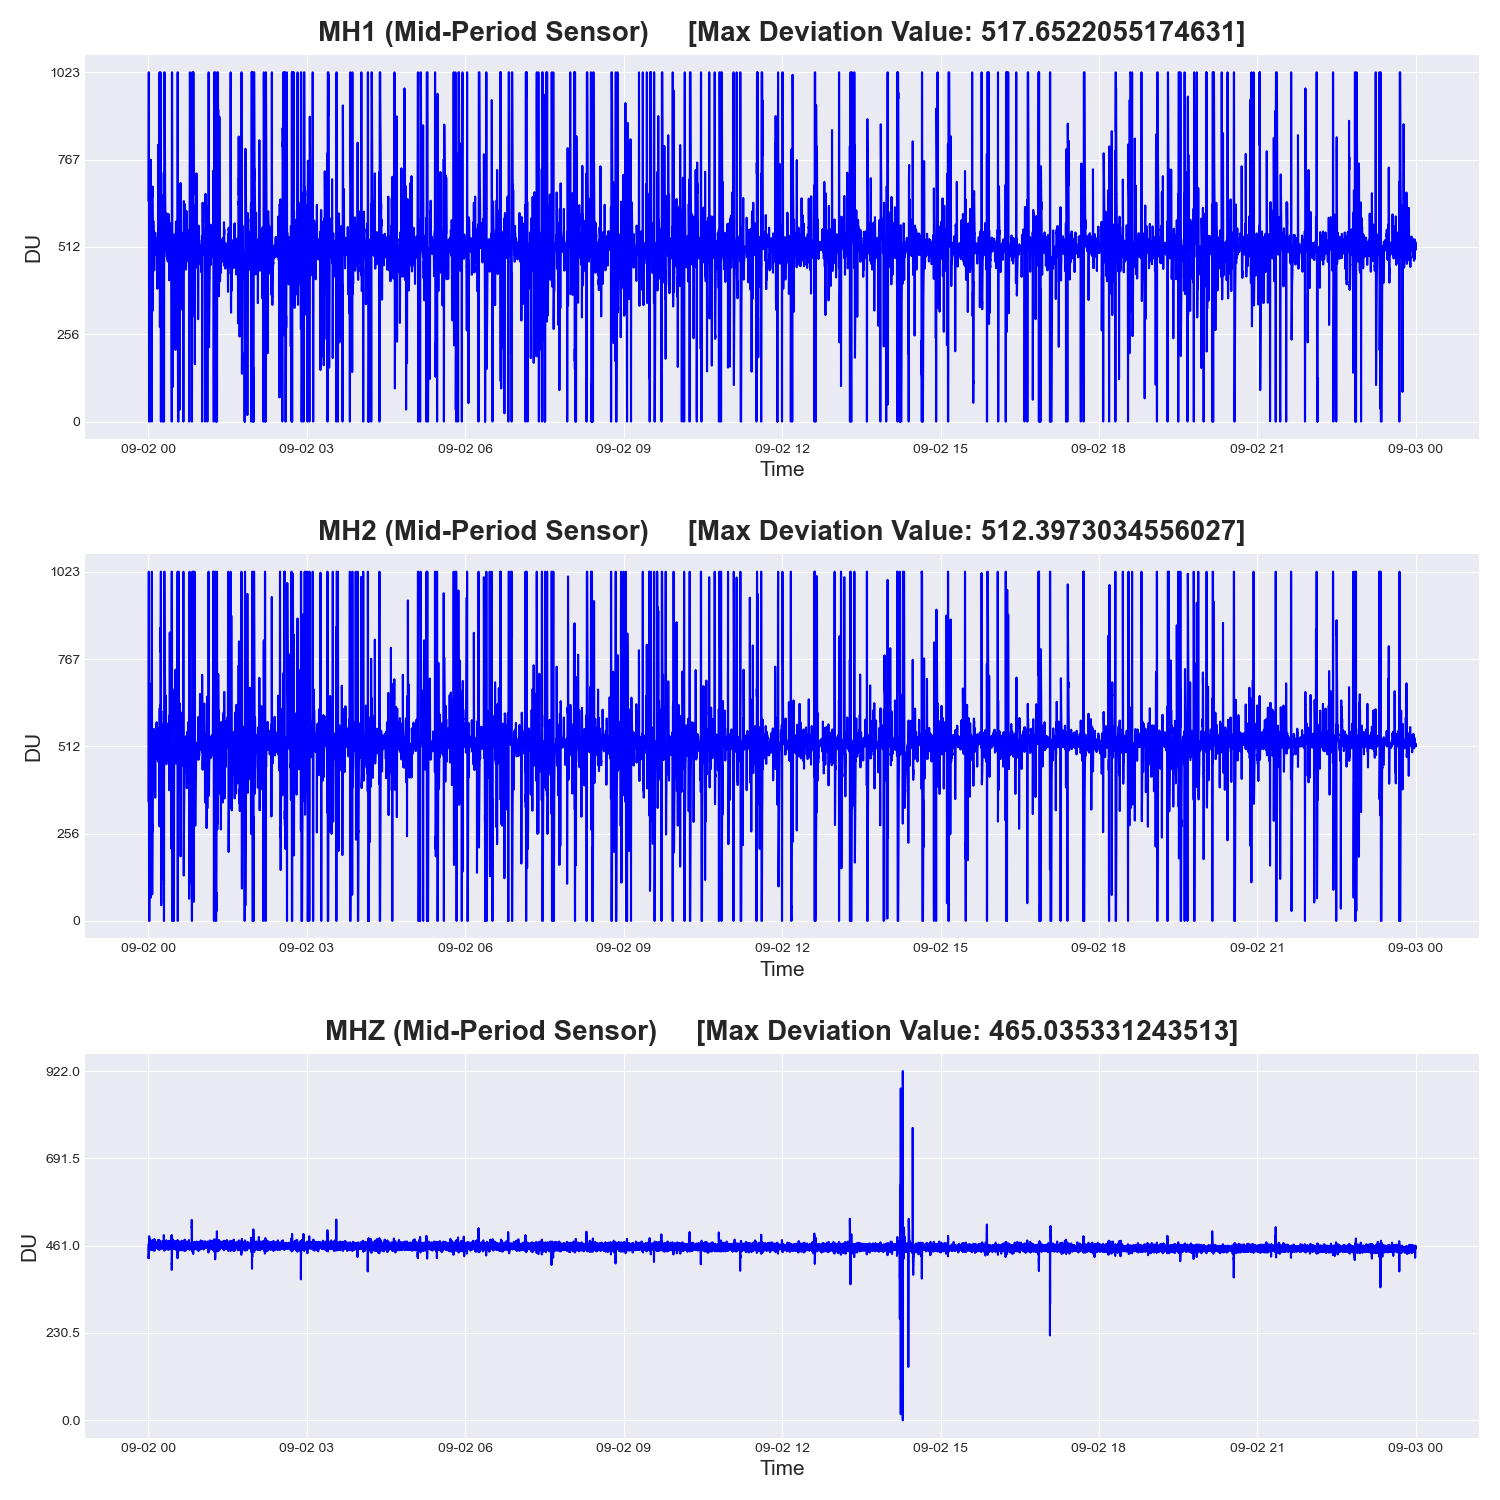 MH1 (Mid-Period Sensor) [Max Deviation Value: 517.6522055174631]
1023
767
512
256
0
DU
09-02 00 09-02 03 09-02 06 09-02 09 09-02 12 09-02 15 09-02 18 09-02 21 09-03 00
Time
MH2 (Mid-Period Sensor) [Max Deviation Value: 512.3973034556027]
1023
767
512
256
0
DU
09-02 00 09-02 03 09-02 06 09-02 09 09-02 12 09-02 15 09-02 18 09-02 21 09-03 00
Time
MHZ (Mid-Period Sensor) [Max Deviation Value: 465.035331243513]
922.0
691.5
461.0
230.5
0.0
DU
09-02 00 09-02 03 09-02 06 09-02 09 09-02 12 09-02 15 09-02 18 09-02 21 09-03 00
Time